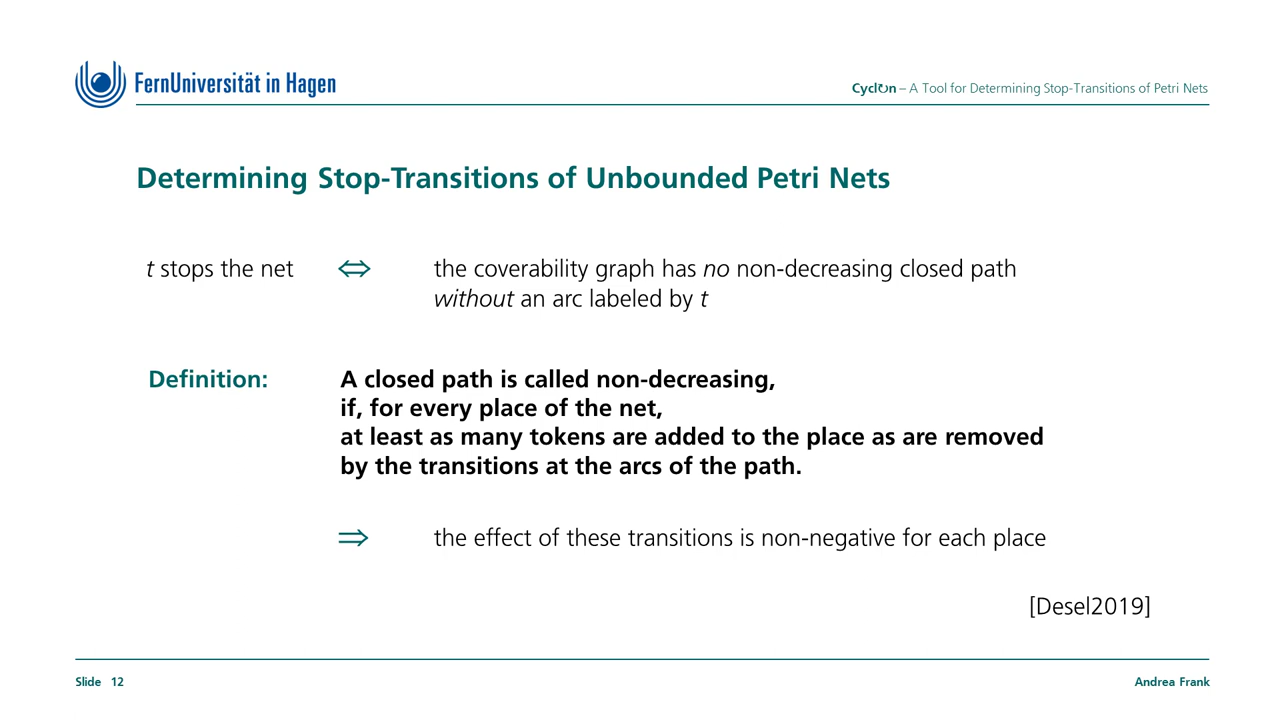 FernUniversität in Hagen
Cycl↻n – A Tool for Determining Stop-Transitions of Petri Nets
Determining Stop-Transitions of Unbounded Petri Nets
t stops the net ⇔ the coverability graph has no non-decreasing closed path
without an arc labeled by t
Definition: A closed path is called non-decreasing,
if, for every place of the net,
at least as many tokens are added to the place as are removed
by the transitions at the arcs of the path.
⇒ the effect of these transitions is non-negative for each place
[Desel2019]
Slide 12 Andrea Frank